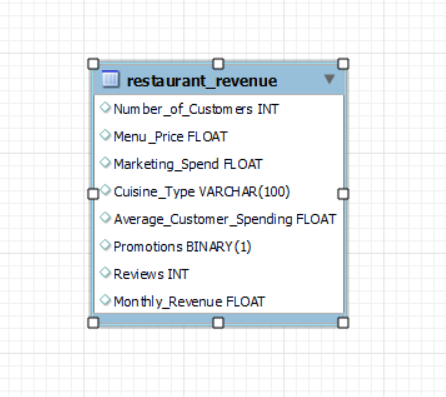 restaurant_revenue
Number_of_Customers INT
Menu_Price FLOAT
Marketing_Spend FLOAT
Cuisine_Type VARCHAR(100)
Average_Customer_Spending FLOAT
Promotions BINARY(1)
Reviews INT
Monthly_Revenue FLOAT